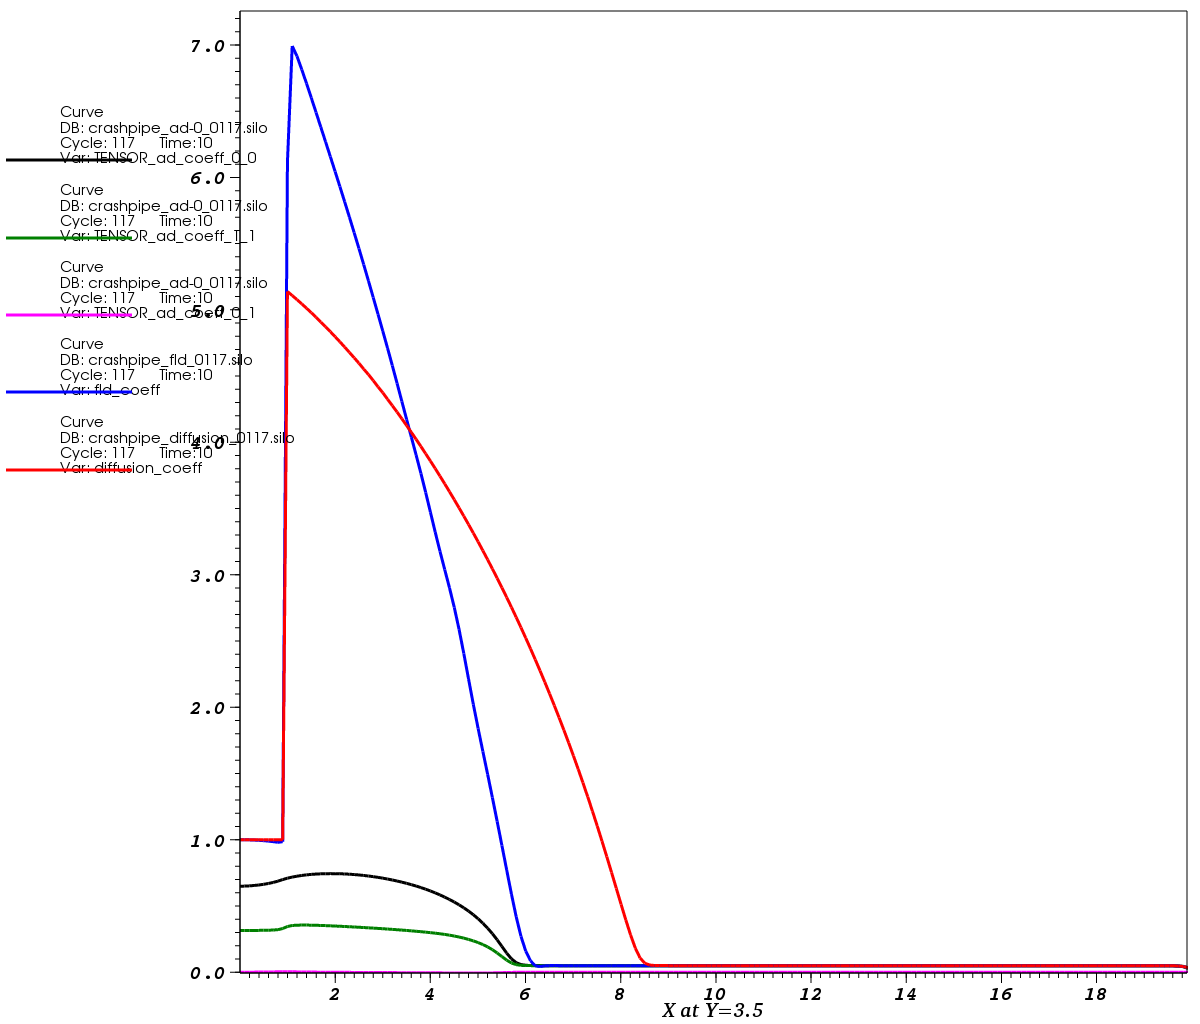 7.0
Curve
DB: crashpipe_ad-0_0117.silo
Cycle: 117 Time:10
Var: TENSOR_ad_coeff_0_0
6.0
Curve
DB: crashpipe_ad-0_0117.silo
Cycle: 117 Time:10
Var: TENSOR_ad_coeff_1_1
Curve
DB: crashpipe_ad-0_0117.silo
Cycle: 117 Time:10
5.0
Var: TENSOR_ad_coeff_0_1
Curve
DB: crashpipe_fld_0117.silo
Cycle: 117 Time:10
Var: fld_coeff
Curve
DB: crashpipe_diffusion_0117.silo
4.0
Cycle: 117 Time:10
Var: diffusion_coeff
3.0
2.0
1.0
0.0
2 4 6 8 10 12 14 16 18
X at Y=3.5